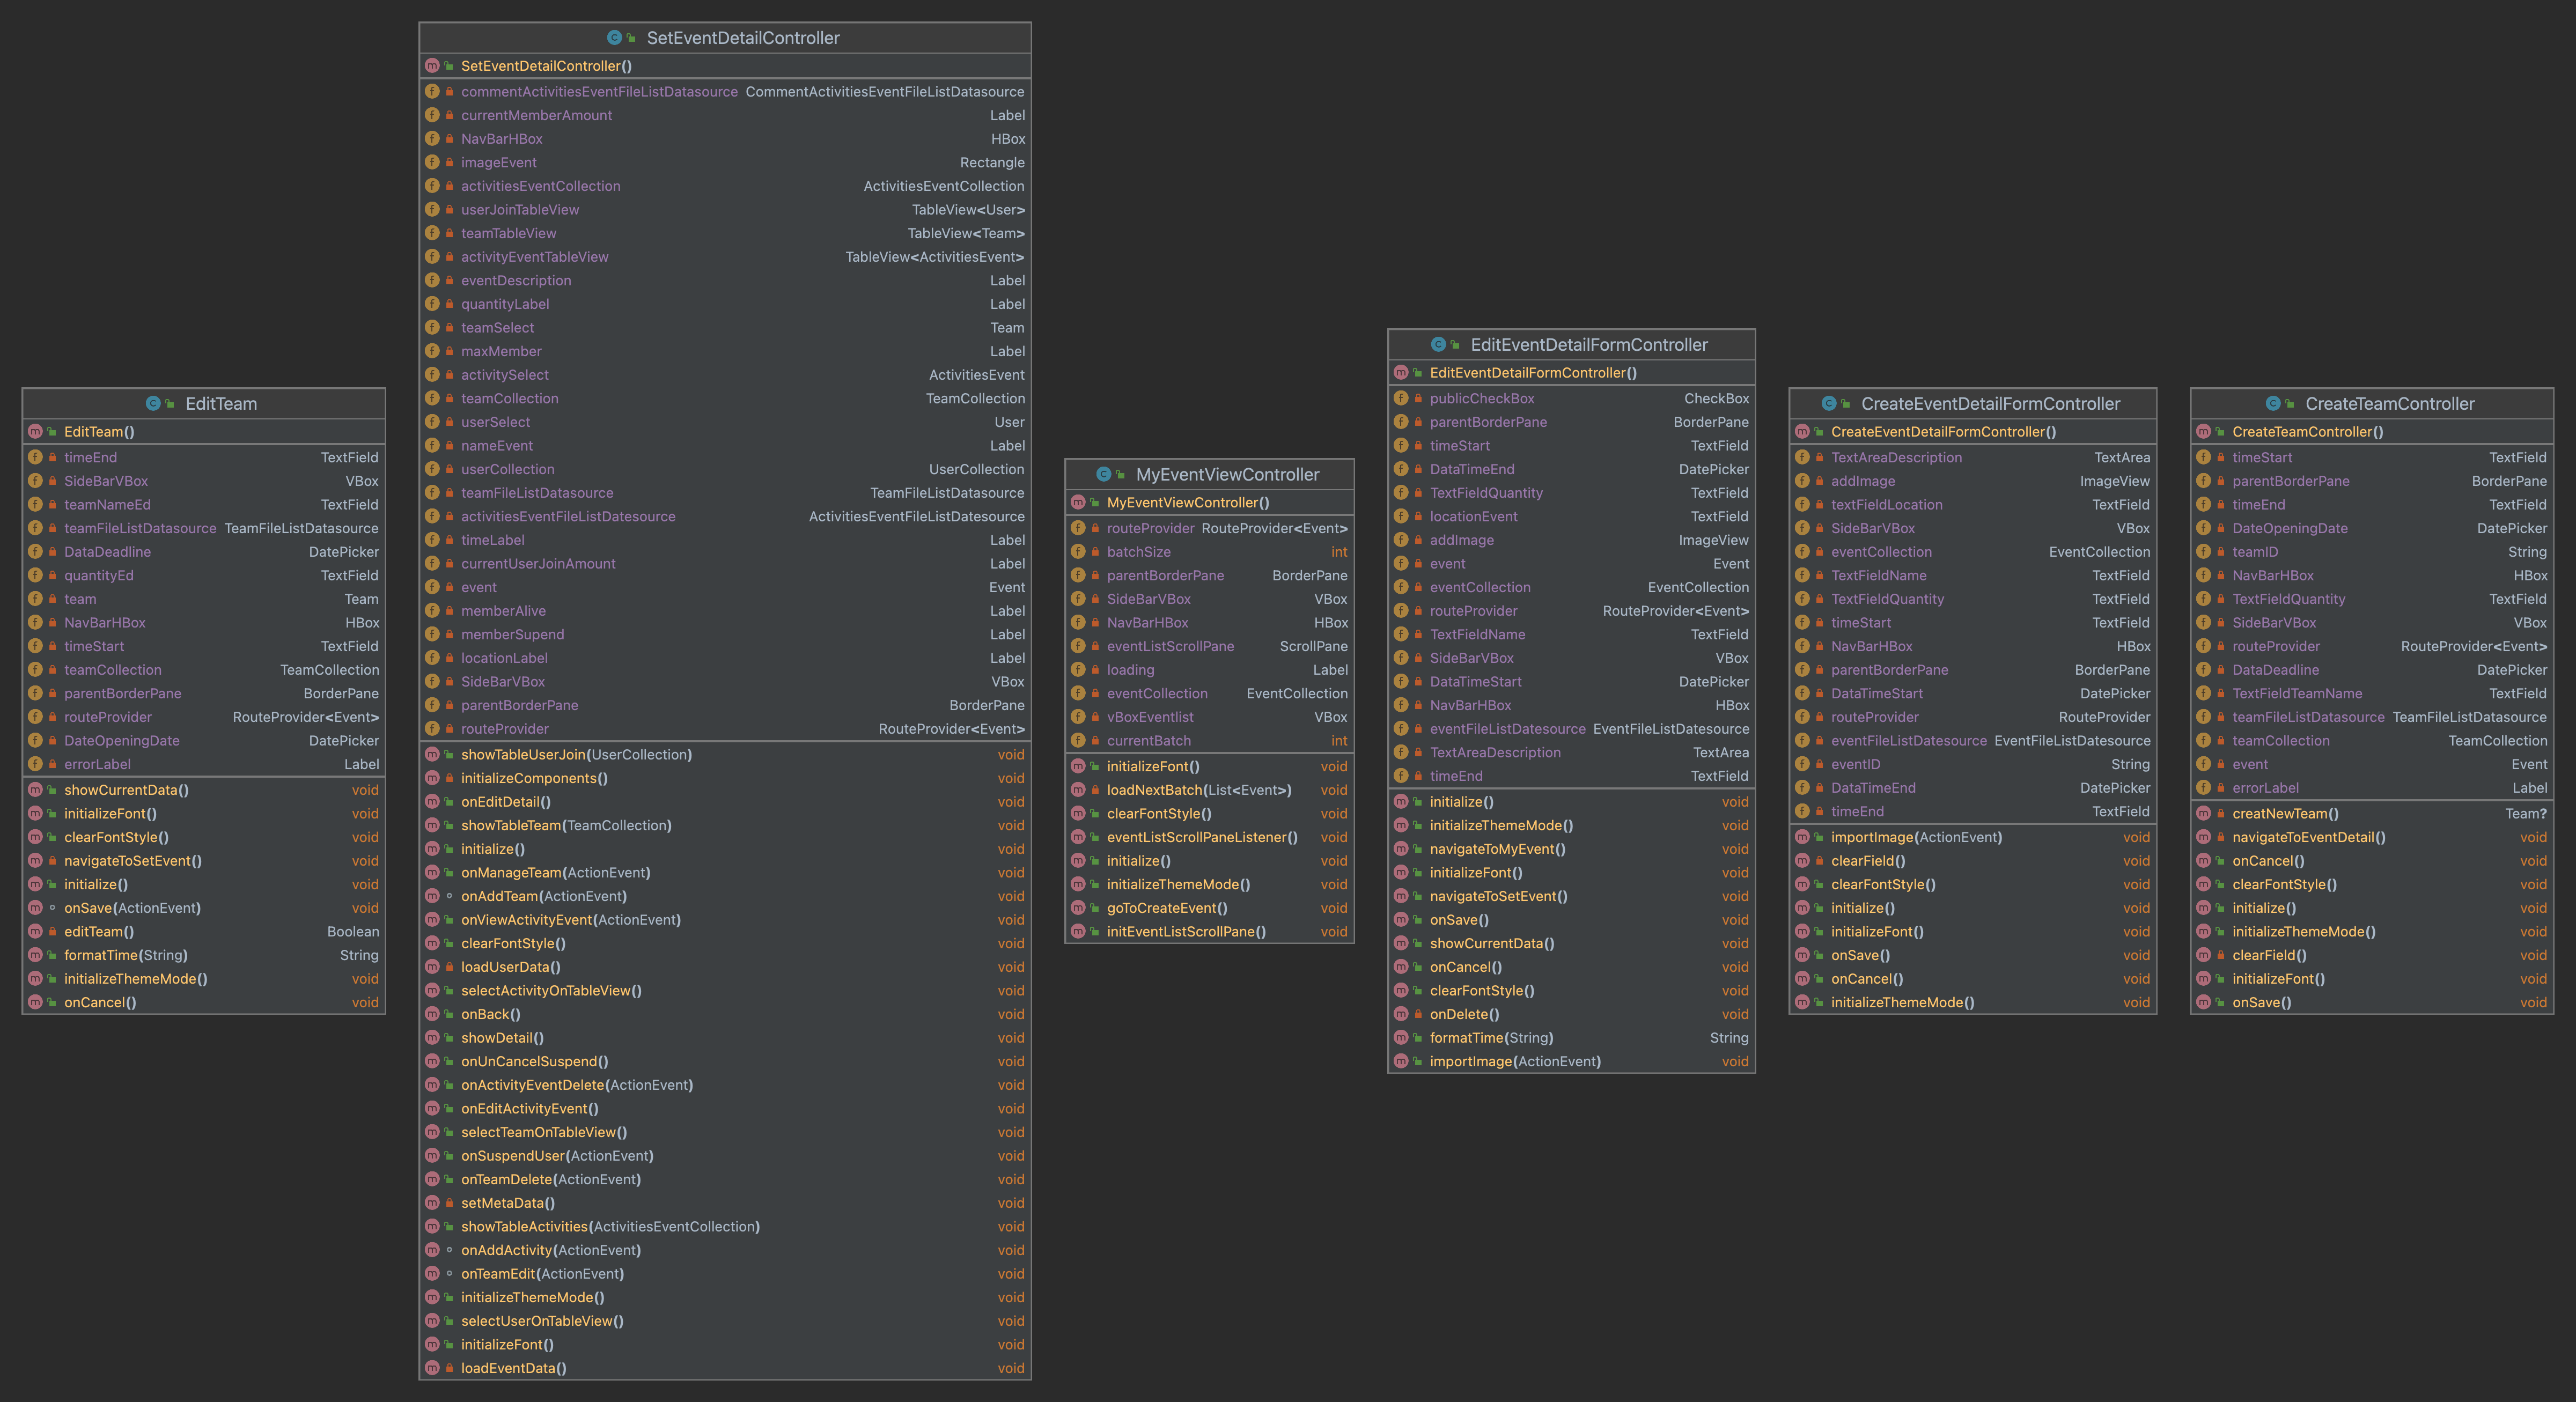 EditTeam
EditTeam()
timeEnd TextField
SideBarVBox VBox
teamNameEd TextField
teamFileListDatasource TeamFileListDatasource
DataDeadline DatePicker
quantityEd TextField
team Team
NavBarHBox HBox
timeStart TextField
teamCollection TeamCollection
parentBorderPane BorderPane
routeProvider RouteProvider<Event>
DateOpeningDate DatePicker
errorLabel Label
showCurrentData() void
initializeFont() void
clearFontStyle() void
navigateToSetEvent() void
initialize() void
onSave(ActionEvent) void
editTeam() Boolean
formatTime(String) String
initializeThemeMode() void
onCancel() void
SetEventDetailController
SetEventDetailController()
commentActivitiesEventFileListDatasource CommentActivitiesEventFileListDatasource
currentMemberAmount Label
NavBarHBox HBox
imageEvent Rectangle
activitiesEventCollection ActivitiesEventCollection
userJoinTableView TableView<User>
teamTableView TableView<Team>
activityEventTableView TableView<ActivitiesEvent>
eventDescription Label
quantityLabel Label
teamSelect Team
maxMember Label
activitySelect ActivitiesEvent
teamCollection TeamCollection
userSelect User
nameEvent Label
userCollection UserCollection
teamFileListDatasource TeamFileListDatasource
activitiesEventFileListDatesource ActivitiesEventFileListDatesource
timeLabel Label
currentUserJoinAmount Label
event Event
memberAlive Label
memberSupend Label
locationLabel Label
SideBarVBox VBox
parentBorderPane BorderPane
routeProvider RouteProvider<Event>
showTableUserJoin(UserCollection) void
initializeComponents() void
onEditDetail() void
showTableTeam(TeamCollection) void
initialize() void
onManageTeam(ActionEvent) void
onAddTeam(ActionEvent) void
onViewActivityEvent(ActionEvent) void
clearFontStyle() void
loadUserData() void
selectActivityOnTableView() void
onBack() void
showDetail() void
onUnCancelSuspend() void
onActivityEventDelete(ActionEvent) void
onEditActivityEvent() void
selectTeamOnTableView() void
onSuspendUser(ActionEvent) void
onTeamDelete(ActionEvent) void
setMetaData() void
showTableActivities(ActivitiesEventCollection) void
onAddActivity(ActionEvent) void
onTeamEdit(ActionEvent) void
initializeThemeMode() void
selectUserOnTableView() void
initializeFont() void
loadEventData() void
MyEventViewController
MyEventViewController()
routeProvider RouteProvider<Event>
batchSize int
parentBorderPane BorderPane
SideBarVBox VBox
NavBarHBox HBox
eventListScrollPane ScrollPane
loading Label
eventCollection EventCollection
vBoxEventlist VBox
currentBatch int
initializeFont() void
loadNextBatch(List<Event>) void
clearFontStyle() void
eventListScrollPaneListener() void
initialize() void
initializeThemeMode() void
goToCreateEvent() void
initEventListScrollPane() void
EditEventDetailFormController
EditEventDetailFormController()
publicCheckBox CheckBox
parentBorderPane BorderPane
timeStart TextField
DataTimeEnd DatePicker
TextFieldQuantity TextField
locationEvent TextField
addImage ImageView
event Event
eventCollection EventCollection
routeProvider RouteProvider<Event>
TextFieldName TextField
SideBarVBox VBox
DataTimeStart DatePicker
NavBarHBox HBox
eventFileListDatesource EventFileListDatesource
TextAreaDescription TextArea
timeEnd TextField
initialize() void
initializeThemeMode() void
navigateToMyEvent() void
initializeFont() void
navigateToSetEvent() void
onSave() void
showCurrentData() void
onCancel() void
clearFontStyle() void
onDelete() void
formatTime(String) String
importImage(ActionEvent) void
CreateEventDetailFormController
CreateEventDetailFormController()
TextAreaDescription TextArea
addImage ImageView
textFieldLocation TextField
SideBarVBox VBox
eventCollection EventCollection
TextFieldName TextField
TextFieldQuantity TextField
timeStart TextField
NavBarHBox HBox
parentBorderPane BorderPane
DataTimeStart DatePicker
routeProvider RouteProvider
eventFileListDatesource EventFileListDatesource
eventID String
DataTimeEnd DatePicker
timeEnd TextField
importImage(ActionEvent) void
clearField() void
clearFontStyle() void
initialize() void
initializeFont() void
onSave() void
onCancel() void
initializeThemeMode() void
CreateTeamController
CreateTeamController()
timeStart TextField
parentBorderPane BorderPane
timeEnd TextField
DateOpeningDate DatePicker
teamID String
NavBarHBox HBox
TextFieldQuantity TextField
SideBarVBox VBox
routeProvider RouteProvider<Event>
DataDeadline DatePicker
TextFieldTeamName TextField
teamFileListDatasource TeamFileListDatasource
teamCollection TeamCollection
event Event
errorLabel Label
creatNewTeam() Team?
navigateToEventDetail() void
onCancel() void
clearFontStyle() void
initialize() void
initializeThemeMode() void
clearField() void
initializeFont() void
onSave() void